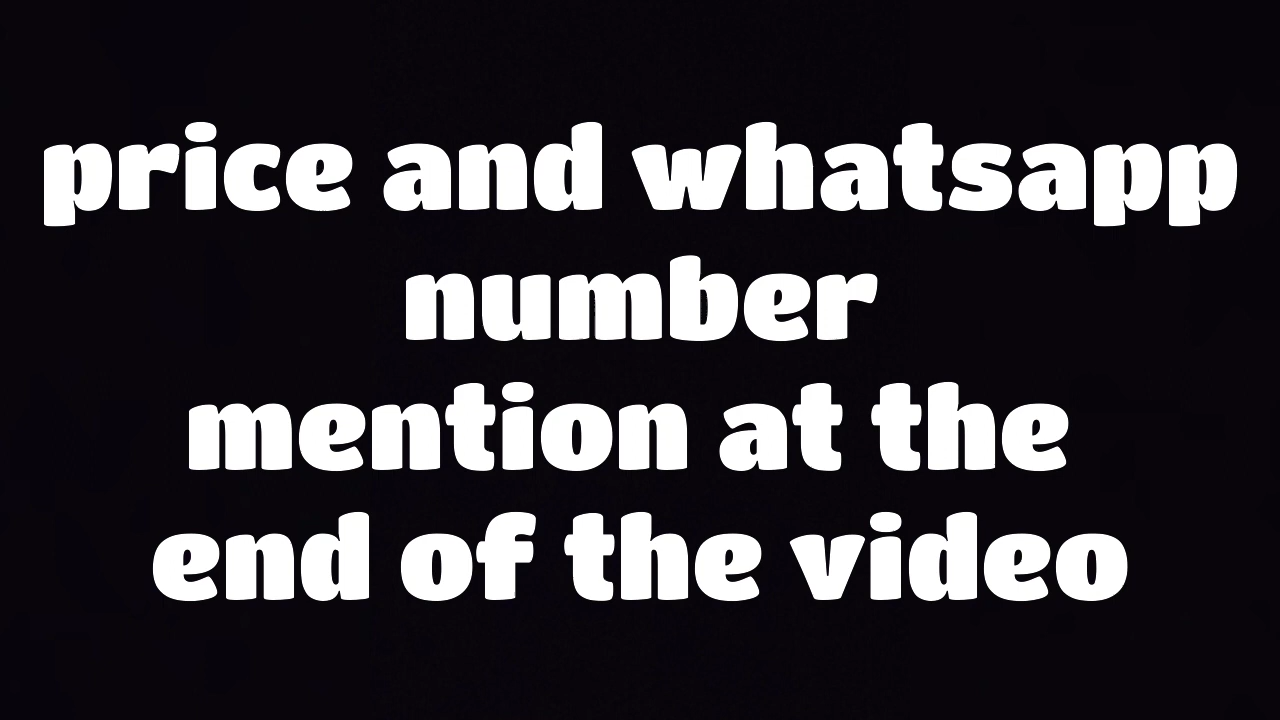 price and whatsapp
number
mention at the
end of the video